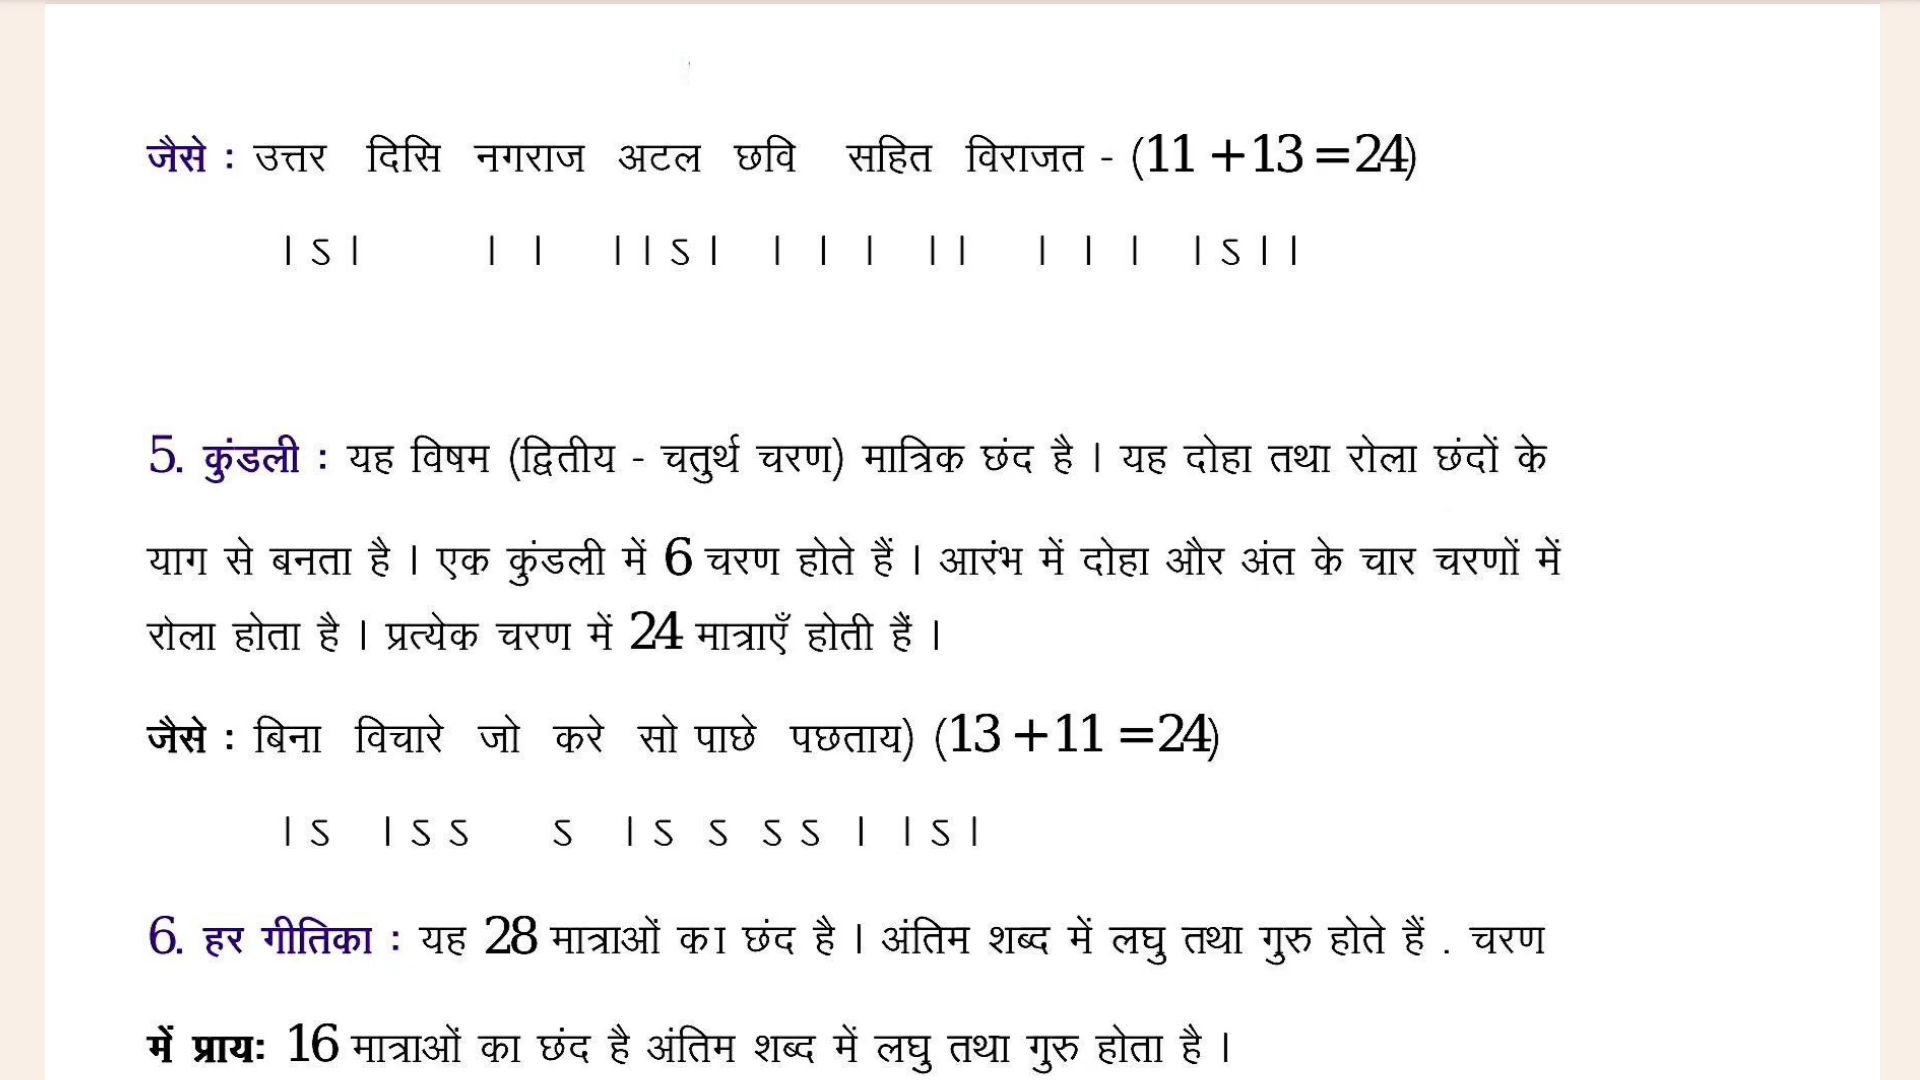 जैसे : उत्तर दिसि नगराज अटल छवि सहित विराजत - (11 +13 =24)
। ऽ । । । । । ऽ । । । । । । । । । । ऽ । ।
5. कुंडली : यह विषम (द्वितीय - चतुर्थ चरण) मात्रिक छंद है । यह दोहा तथा रोला छंदों के
याग से बनता है । एक कुंडली में 6 चरण होते हैं । आरंभ में दोहा और अंत के चार चरणों में
रोला होता है । प्रत्येक चरण में 24 मात्राएँ होती हैं ।
जैसे : बिना विचारे जो करे सो पाछे पछताय) (13 +11 =24)
। ऽ । ऽ ऽ ऽ । ऽ ऽ ऽ ऽ । । ऽ ।
6. हर गीतिका : यह 28 मात्राओं का छंद है । अंतिम शब्द में लघु तथा गुरु होते हैं . चरण
में प्राय: 16 मात्राओं का छंद है अंतिम शब्द में लघु तथा गुरु होता है ।